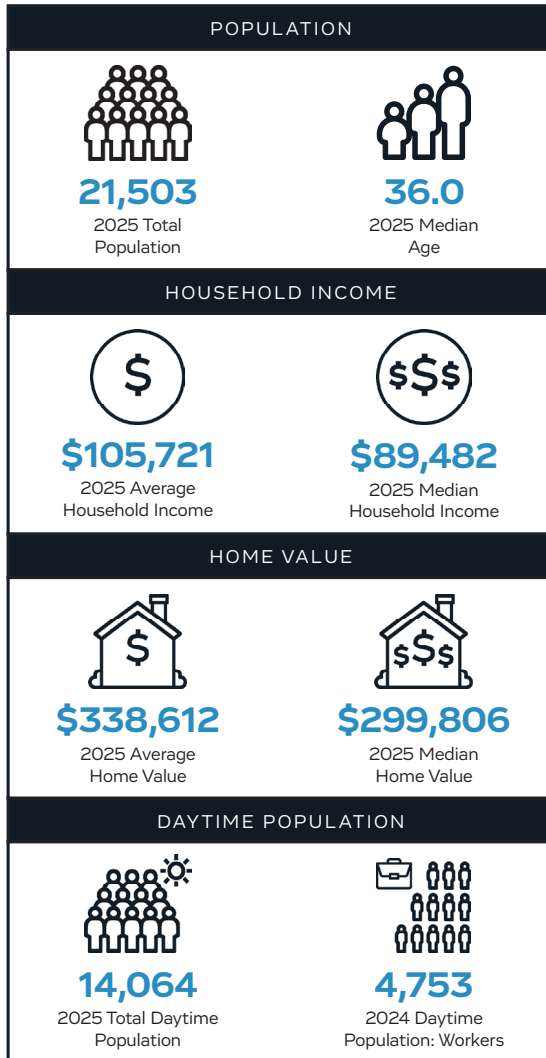 POPULATION
21,503
2025 Total
Population
36.0
2025 Median
Age
HOUSEHOLD INCOME
$
$105,721
2025 Average
Household Income
$$$
$89,482
2025 Median
Household Income
HOME VALUE
$
$338,612
2025 Average
Home Value
$$$
$299,806
2025 Median
Home Value
DAYTIME POPULATION
14,064
2025 Total Daytime
Population
4,753
2024 Daytime
Population: Workers